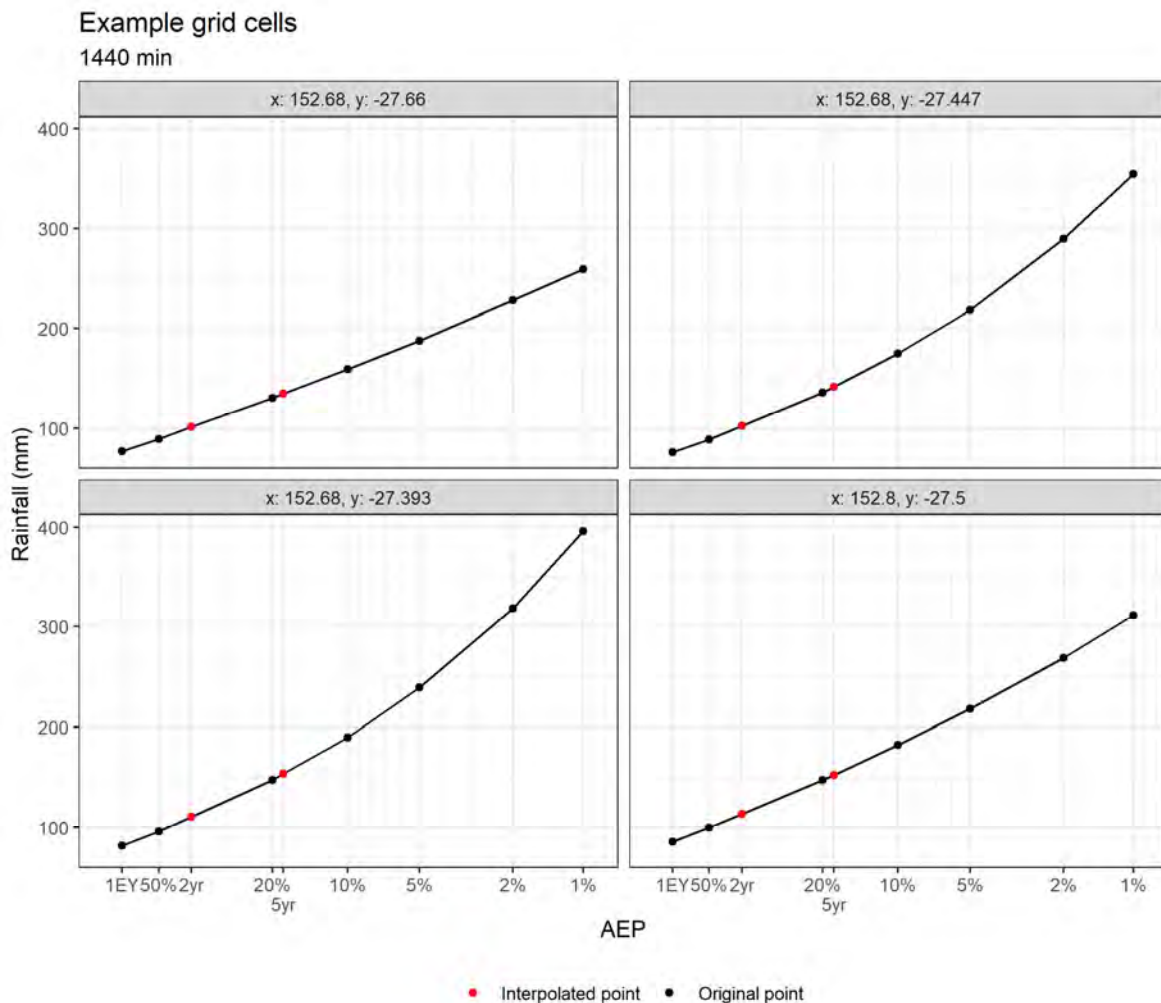 Example grid cells
1440 min
x: 152.68, y: -27.66
x: 152.68, y: -27.447
400
300
200
100
x: 152.68, y: -27.393
x: 152.8, y: -27.5
400
300
200
100
Rainfall (mm)
1EY 50% 2yr 20% 10% 5% 2% 1%
5yr
1EY 50% 2yr 20% 10% 5% 2% 1%
5yr
AEP
Interpolated point Original point